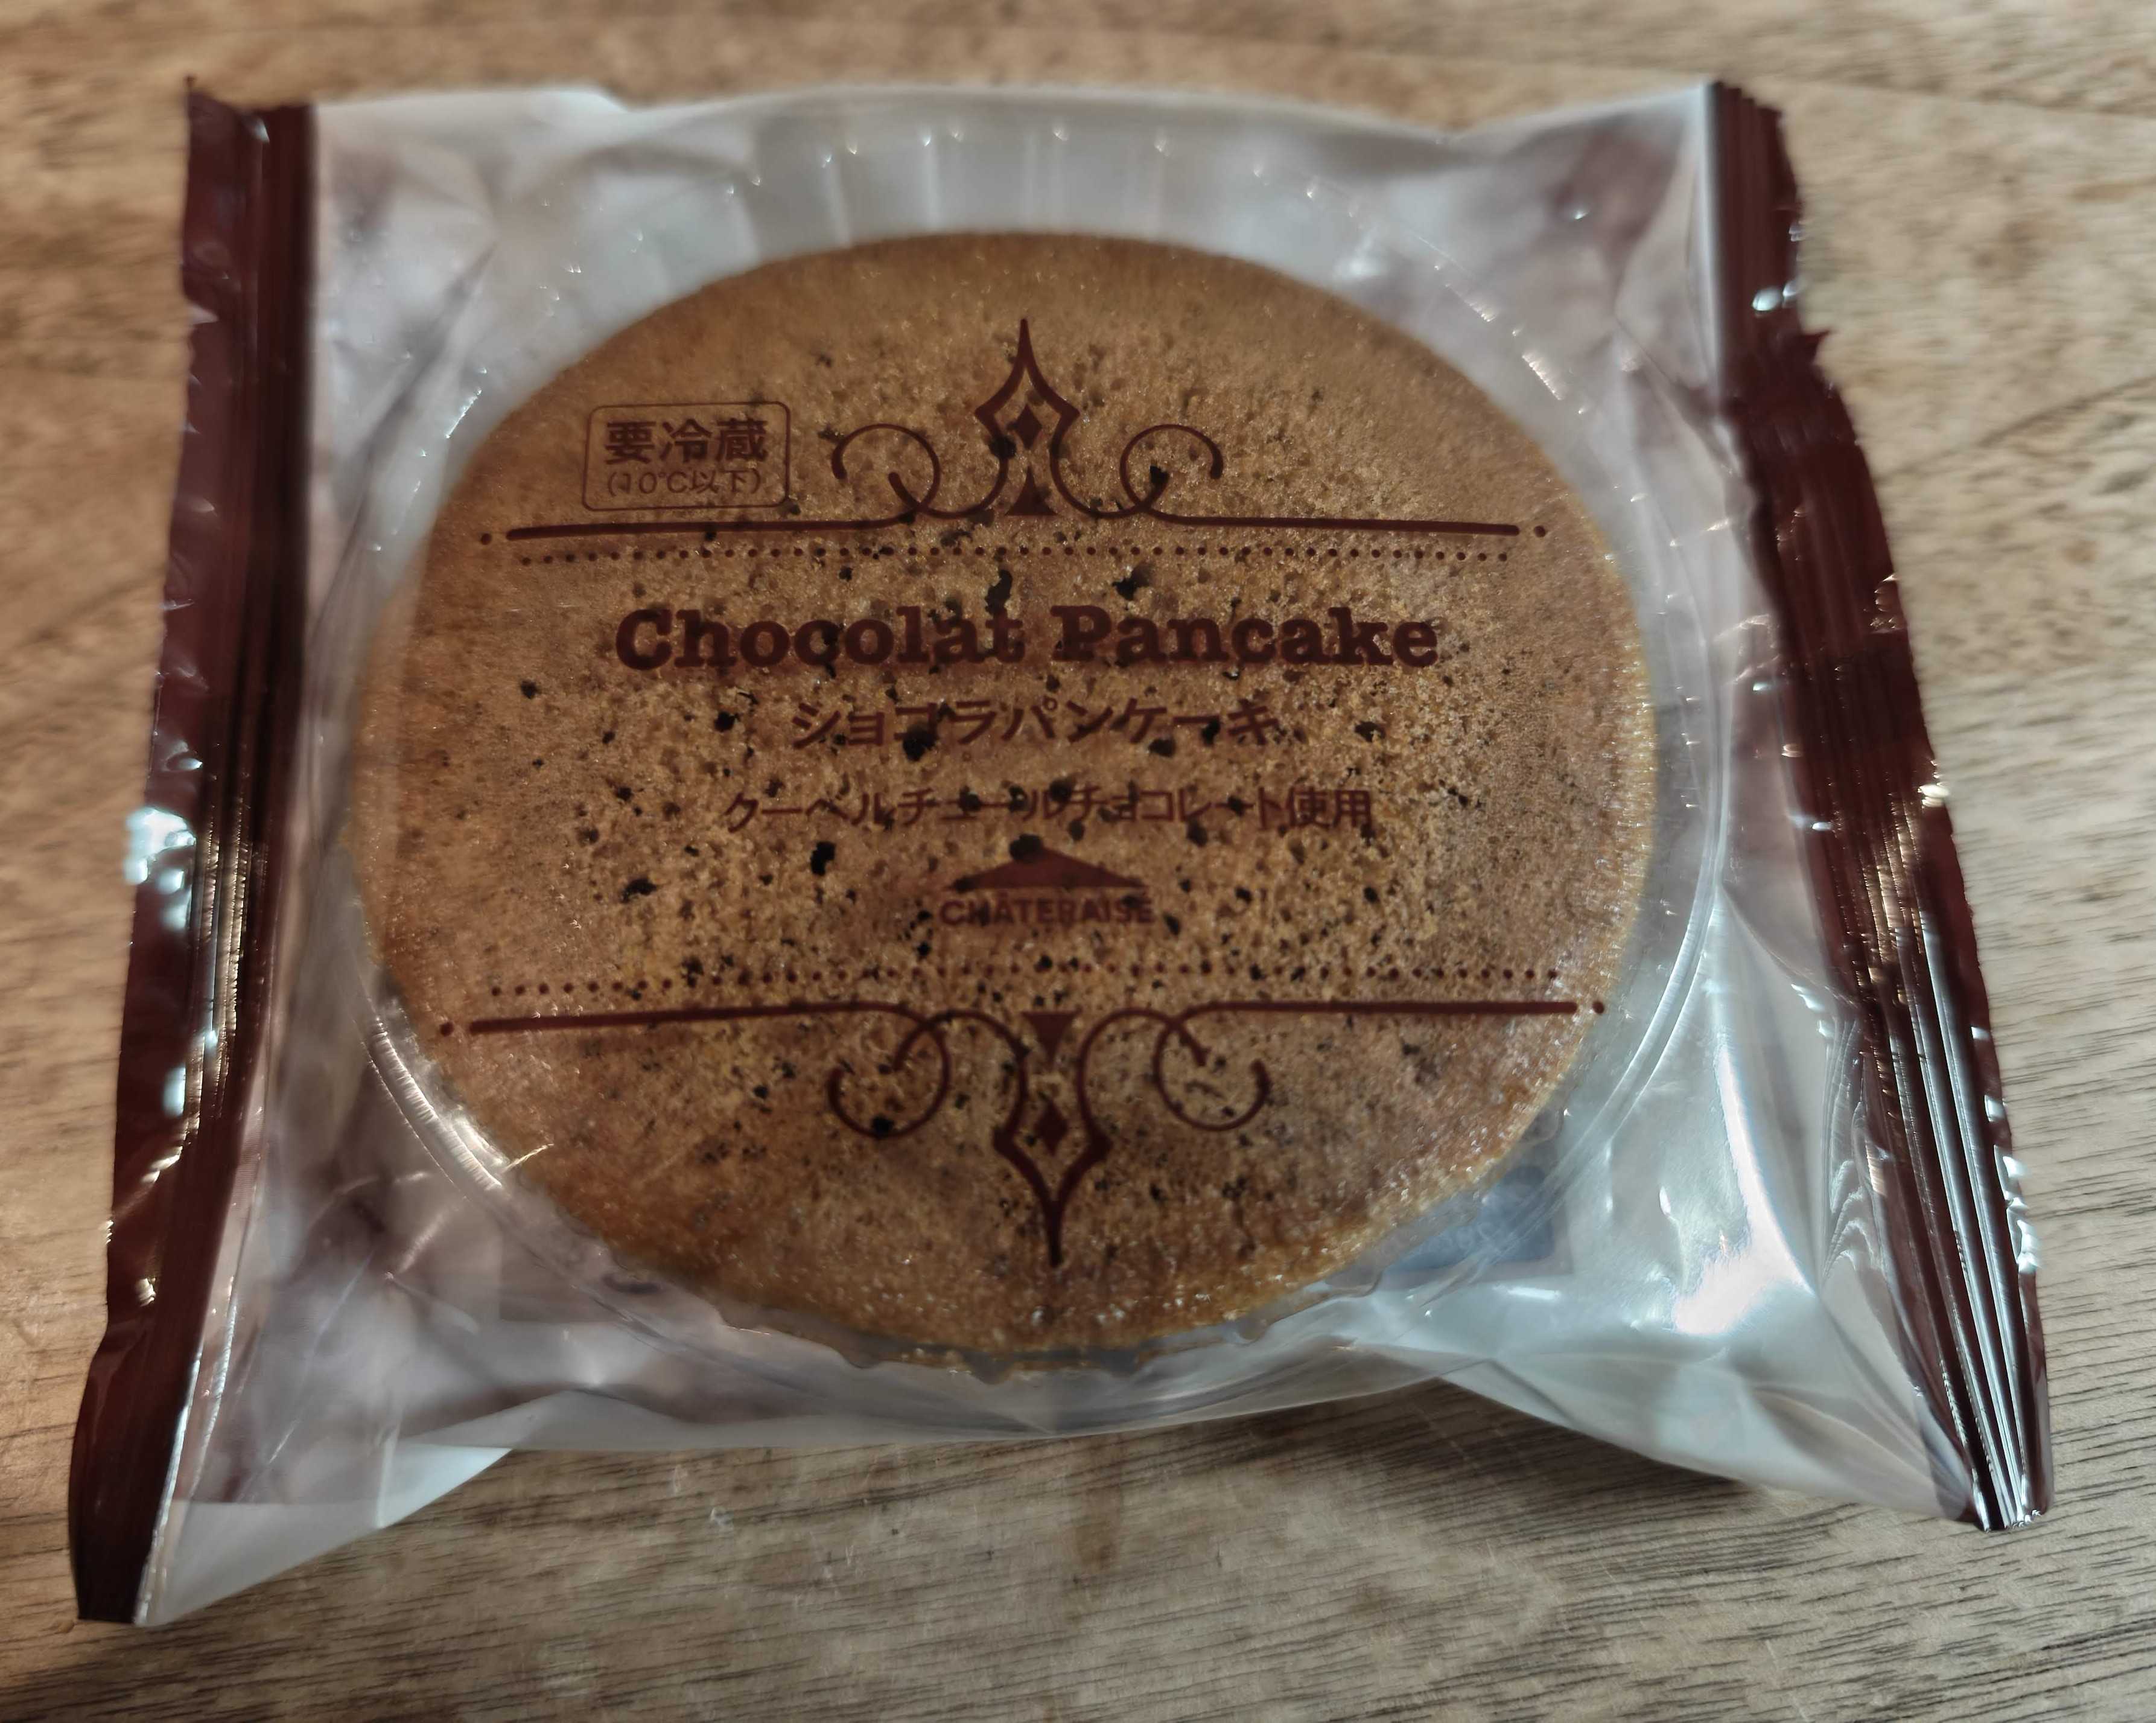 要冷蔵
(10℃以下)
Chocolat Pancake
ショコラパンケーキ
クーベルチュールチョコレート使用
CHÂTERAISÉ